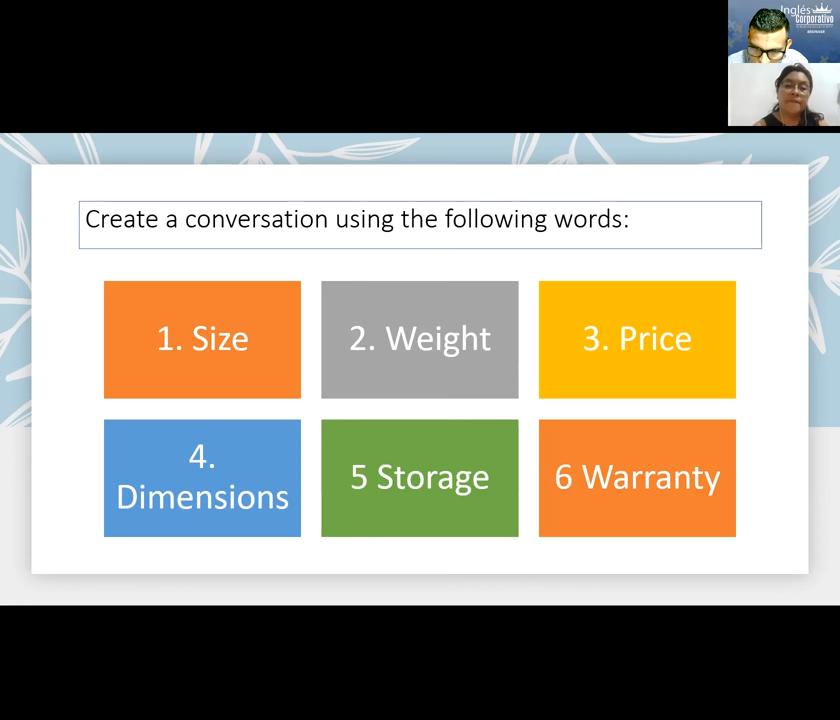 Inglés
Corporativo
BEGINNER
Create a conversation using the following words:
1. Size
2. Weight
3. Price
4.
Dimensions
5 Storage
6 Warranty